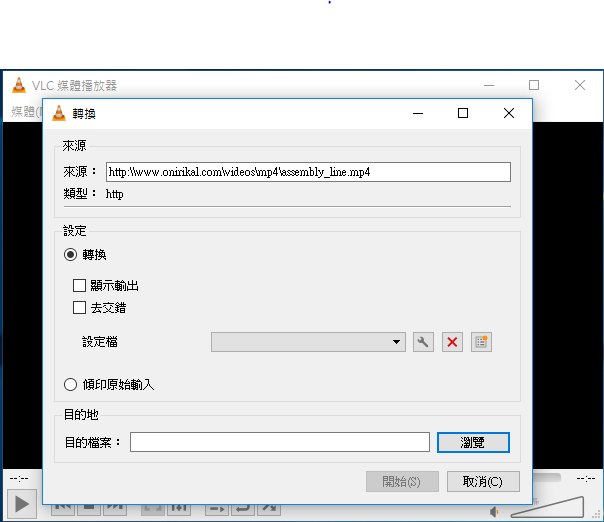 VLC 媒體播放器
媒體(
轉換
來源
來源：
http:\\www.onirikal.com\videos\mp4\assembly_line.mp4
類型：http
設定
轉換
顯示輸出
去交錯
設定檔
傾印原始輸入
目的地
目的檔案：
瀏覽
開始(S)
取消(C)
--:--
--:--